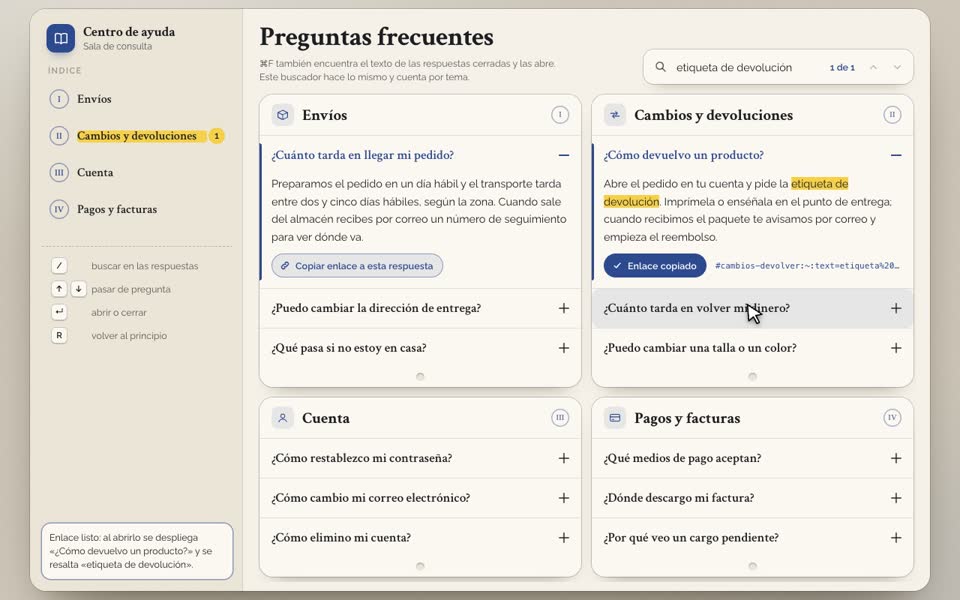 Centro de ayuda
Sala de consulta
ÍNDICE
I Envíos
II Cambios y devoluciones 1
III Cuenta
IV Pagos y facturas
/ buscar en las respuestas
↑ ↓ pasar de pregunta
↵ abrir o cerrar
R volver al principio
Enlace listo: al abrirlo se despliega
«¿Cómo devuelvo un producto?» y se
resalta «etiqueta de devolución».
Preguntas frecuentes
⌘F también encuentra el texto de las respuestas cerradas y las abre.
Este buscador hace lo mismo y cuenta por tema.
etiqueta de devolución 1 de 1
Envíos I
¿Cuánto tarda en llegar mi pedido?
Preparamos el pedido en un día hábil y el transporte tarda
entre dos y cinco días hábiles, según la zona. Cuando sale
del almacén recibes por correo un número de seguimiento
para ver dónde va.
Copiar enlace a esta respuesta
¿Puedo cambiar la dirección de entrega?
¿Qué pasa si no estoy en casa?
Cambios y devoluciones II
¿Cómo devuelvo un producto?
Abre el pedido en tu cuenta y pide la etiqueta de
devolución. Imprímela o enséñala en el punto de entrega;
cuando recibimos el paquete te avisamos por correo y
empieza el reembolso.
Enlace copiado #cambios-devolver:~:text=etiqueta%20…
¿Cuánto tarda en volver mi dinero?
¿Puedo cambiar una talla o un color?
Cuenta III
¿Cómo restablezco mi contraseña?
¿Cómo cambio mi correo electrónico?
¿Cómo elimino mi cuenta?
Pagos y facturas IV
¿Qué medios de pago aceptan?
¿Dónde descargo mi factura?
¿Por qué veo un cargo pendiente?